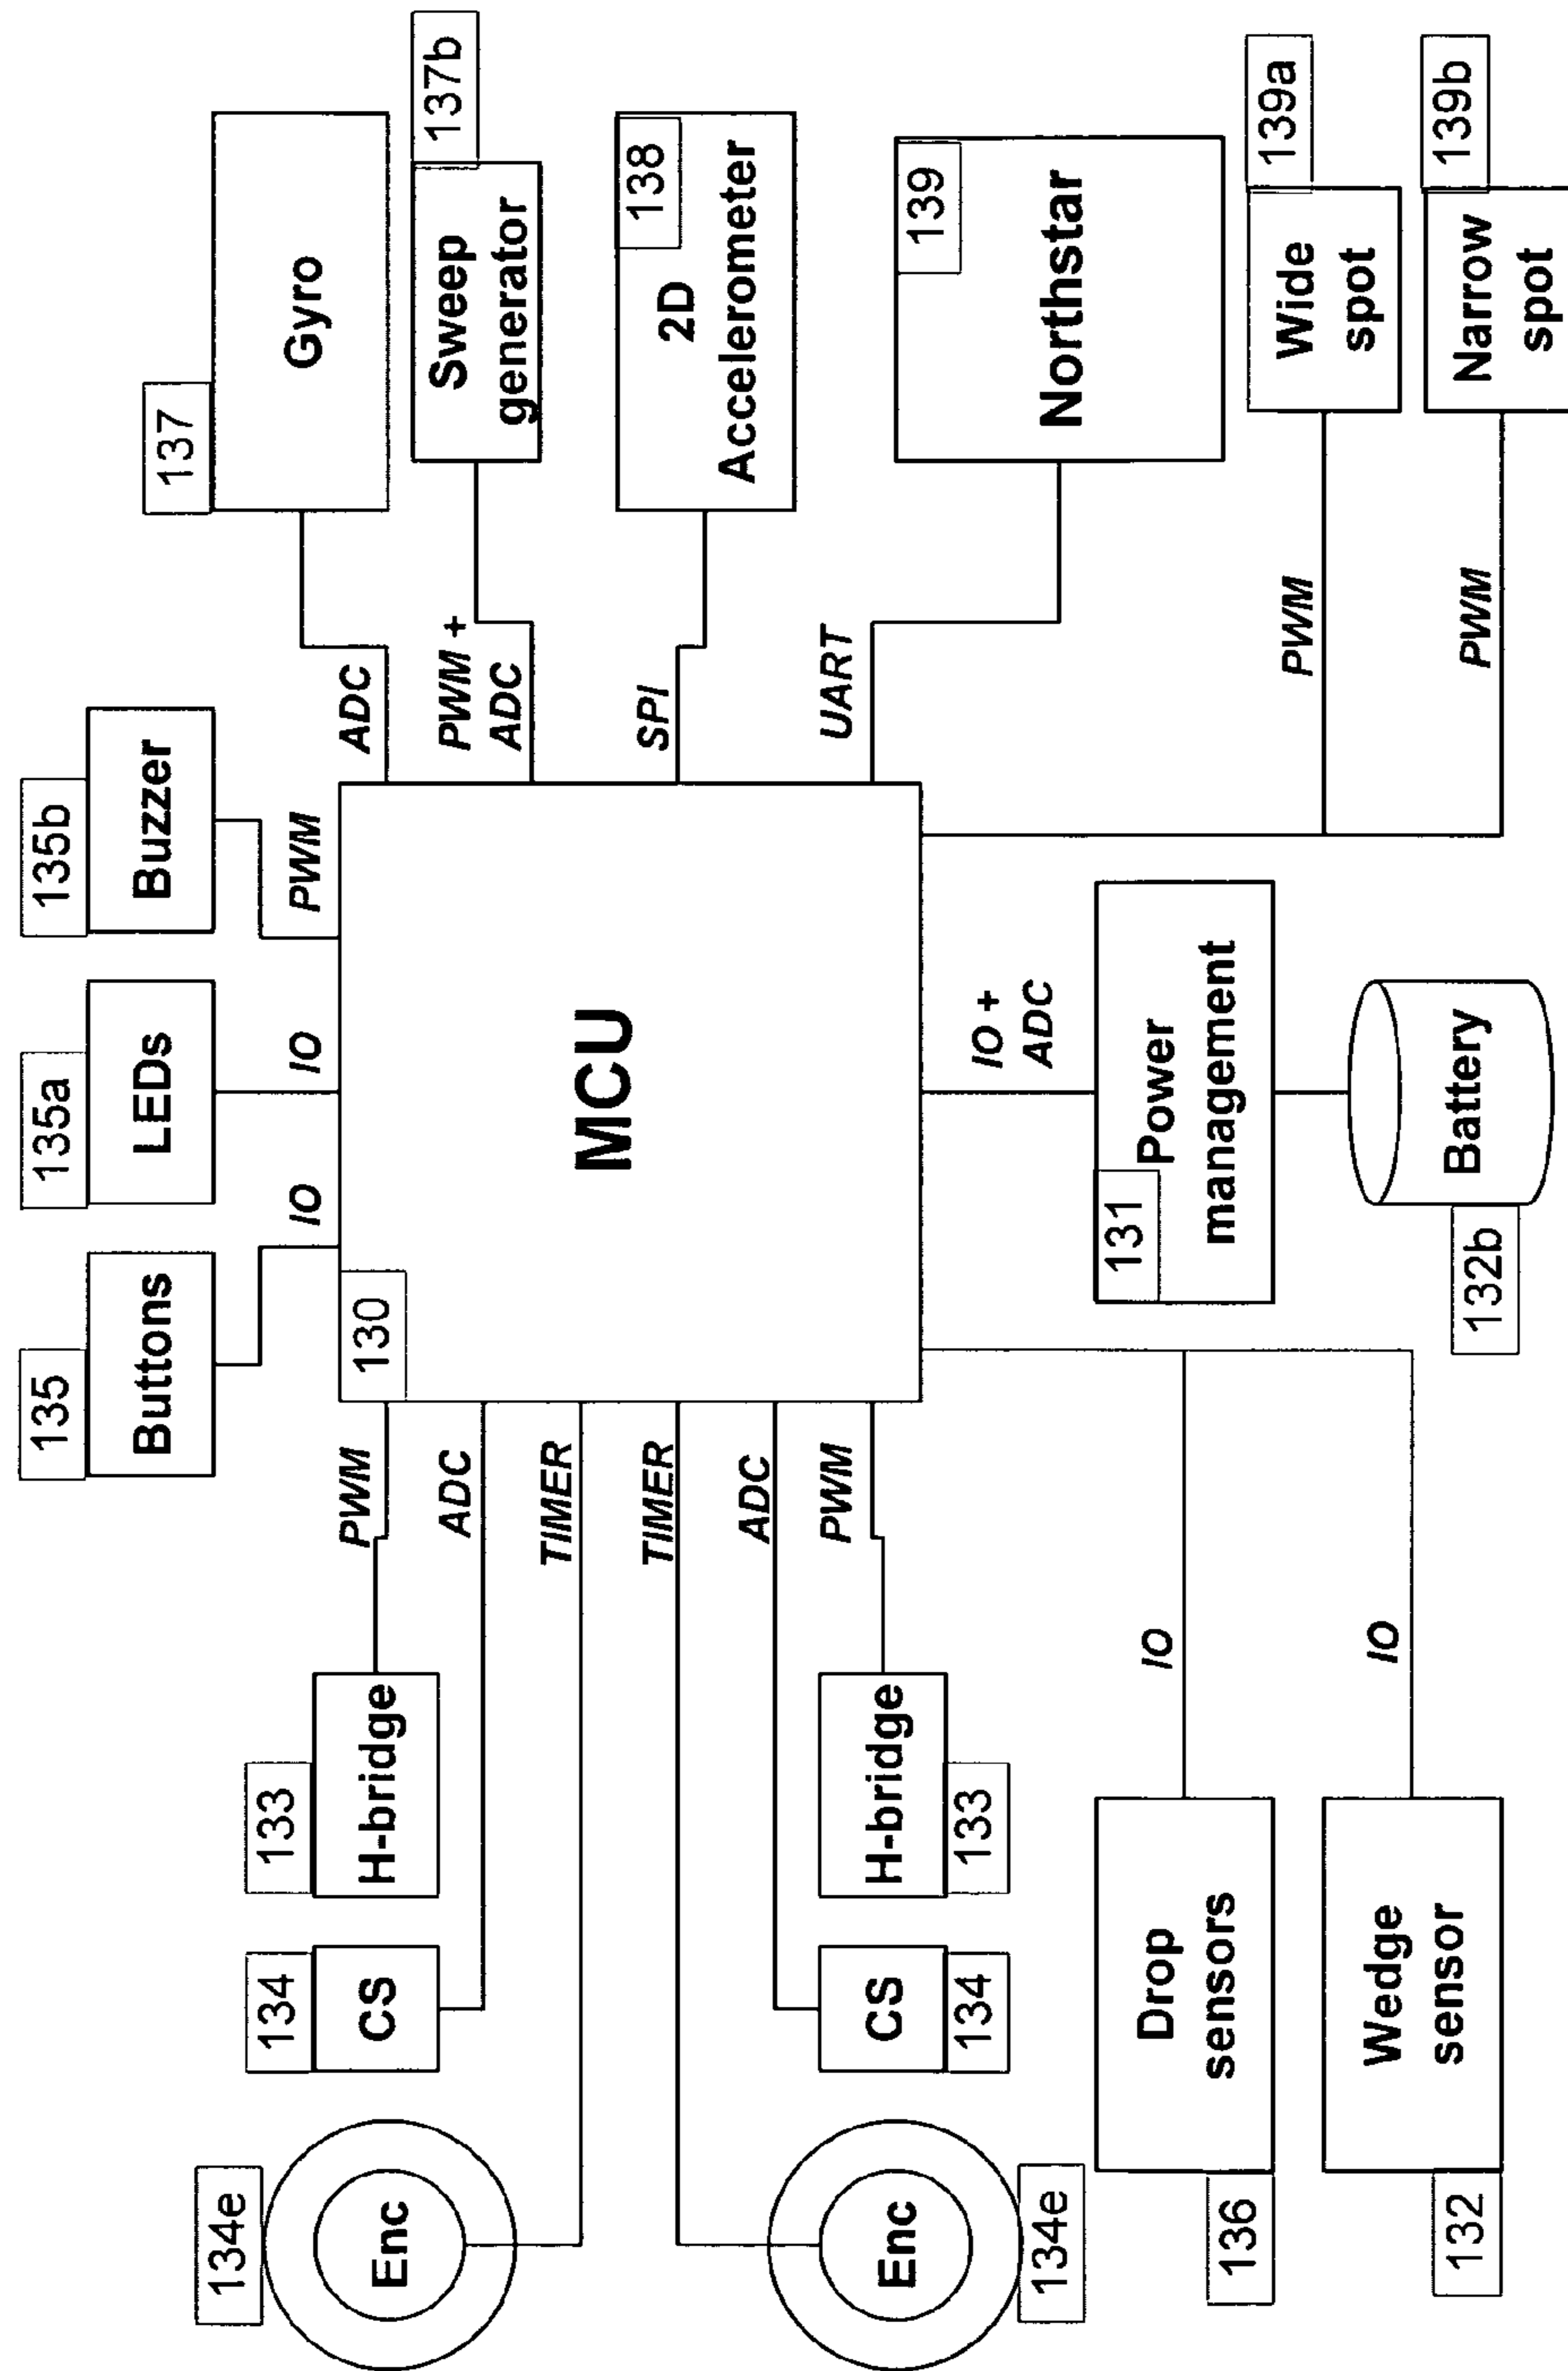 135
Buttons
135a
LEDs
135b
Buzzer
IO
IO
PWM
137
Gyro
ADC
137b
Sweep
generator
PWM +
ADC
138
2D
Accelerometer
SPI
139
Northstar
UART
139a
Wide
spot
PWM
139b
Narrow
spot
PWM
130
MCU
PWM
ADC
TIMER
TIMER
ADC
PWM
133
H-bridge
134
CS
134e
Enc
H-bridge
133
CS
134
Enc
134e
IO +
ADC
131
Power
management
Battery
132b
Drop
sensors
136
IO
Wedge
sensor
132
IO